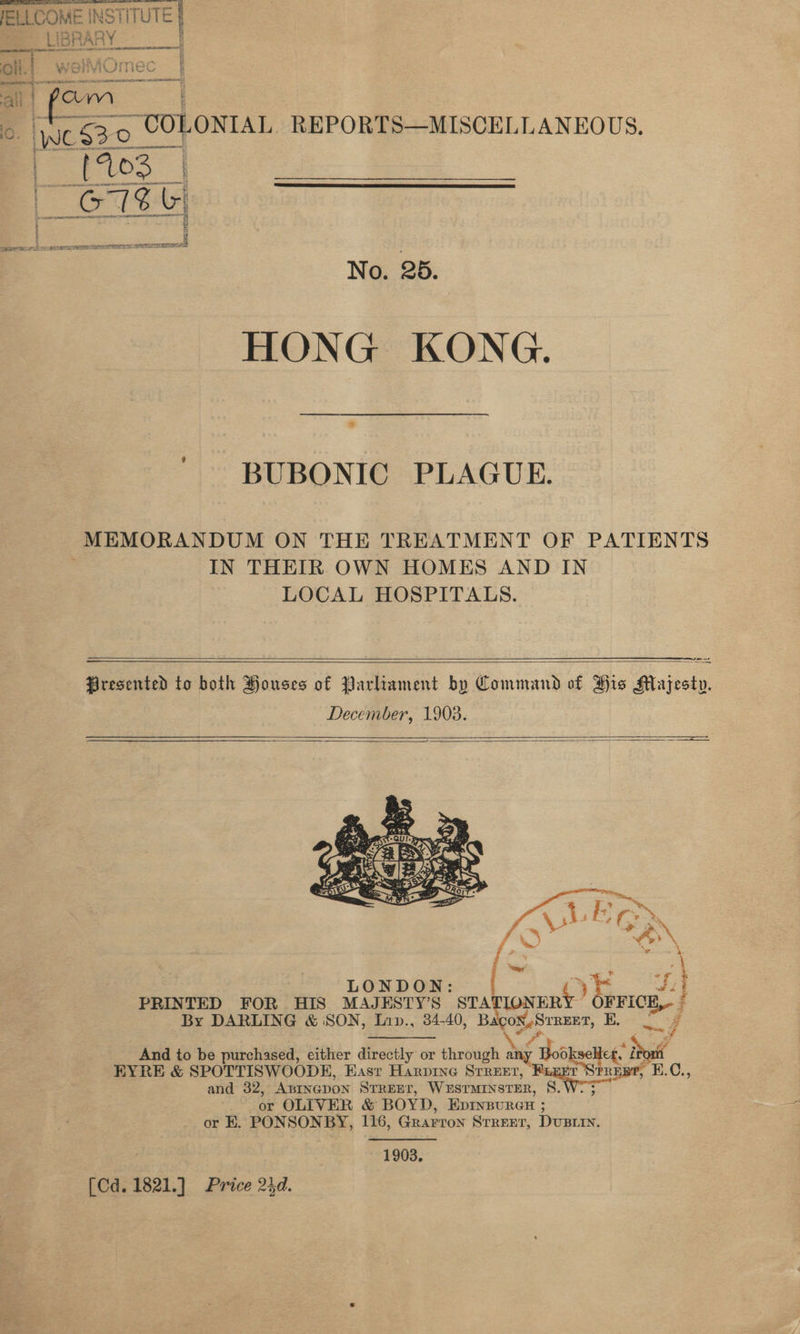 WELLCOME INSTITUTE
LIBRARY
Coll. welMOmec
Call pam
No. WC530
1903
G78b
COLONIAL REPORTS—MISCELLANEOUS.
No. 25.
HONG KONG.
BUBONIC PLAGUE.
MEMORANDUM ON THE TREATMENT OF PATIENTS
IN THEIR OWN HOMES AND IN
LOCAL HOSPITALS.
Presented to both Houses of Parliament by Command of His Majesty.
December, 1903.
LONDON:
PRINTED FOR HIS MAJESTY'S STATIONERY OFFICE,
By DARLING & SON, LTD., 34-40, BACON STREET, E.
And to be purchased, either directly or through any Bookseller, from
EYRE & SPOTTISWOODE, EAST HARDING STREET, FLEET STREET, E.C.,
and 32, ABINGDON STREET, WESTMINSTER, S.W.;
or OLIVER & BOYD, EDINBURGH;
or E. PONSONBY, 116, GRAFTON STREET, DUBLIN.
1903.
[Cd. 1821.] Price 2½d.